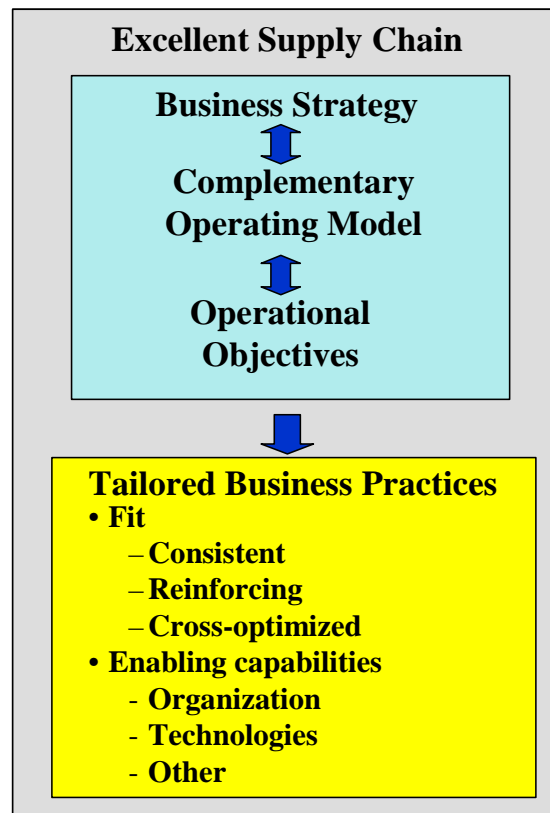 Excellent Supply Chain
Business Strategy
Complementary
Operating Model
Operational
Objectives
Tailored Business Practices
• Fit
– Consistent
– Reinforcing
– Cross-optimized
• Enabling capabilities
- Organization
- Technologies
- Other